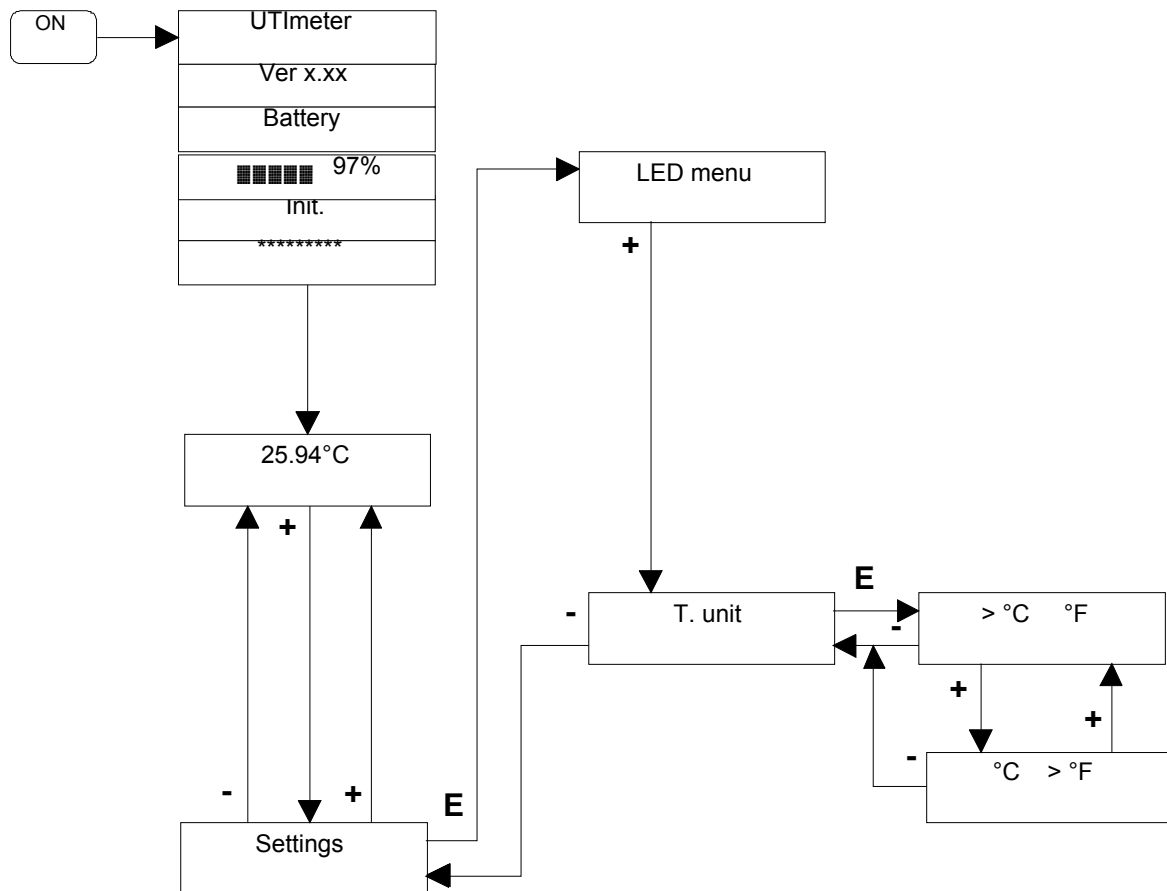 ON
UTImeter
Ver x.xx
Battery
97%
Init.
*********
LED menu
+
25.94°C
+
E
-
T. unit
-
> °C °F
+
+
-
°C > °F
-
+
E
Settings